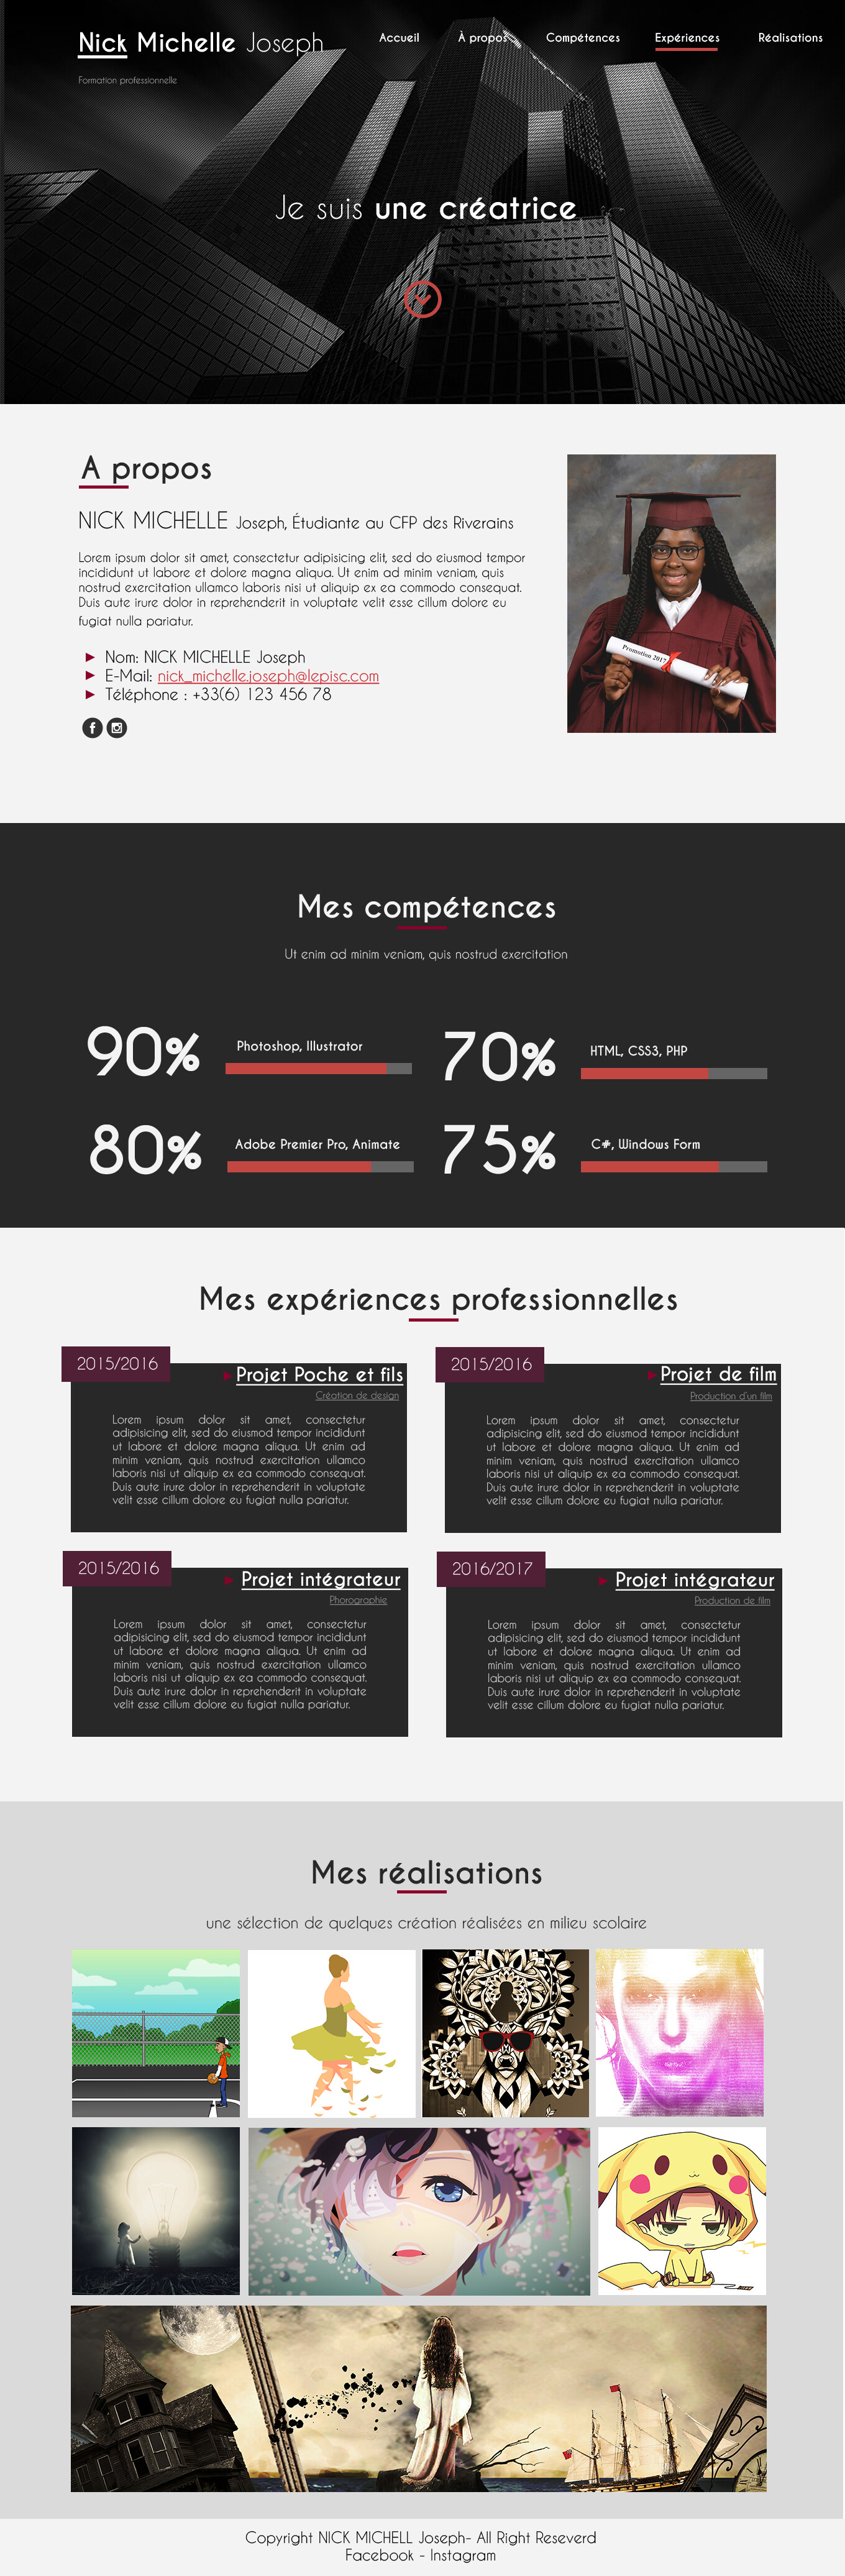 Nick Michelle Joseph
Accueil
À propos
Compétences
Expériences
Réalisations
Formation professionnelle
Je suis une créatrice
A propos
NICK MICHELLE Joseph, Étudiante au CFP des Riverains
Lorem ipsum dolor sit amet, consectetur adipisicing elit, sed do eiusmod tempor
incididunt ut labore et dolore magna aliqua. Ut enim ad minim veniam, quis
nostrud exercitation ullamco laboris nisi ut aliquip ex ea commodo consequat.
Duis aute irure dolor in reprehenderit in voluptate velit esse cillum dolore eu
fugiat nulla pariatur.
Nom: NICK MICHELLE Joseph
E-Mail: nick_michelle.joseph@lepisc.com
Téléphone : +33(6) 123 456 78
Promotion 2017
Mes compétences
Ut enim ad minim veniam, quis nostrud exercitation
90%
Photoshop, Illustrator
70%
HTML, CSS3, PHP
80%
Adobe Premier Pro, Animate
75%
C#, Windows Form
Mes expériences professionnelles
2015/2016
Projet Poche et fils
Création de design
Lorem ipsum dolor sit amet, consectetur
adipisicing elit, sed do eiusmod tempor incididunt
ut labore et dolore magna aliqua. Ut enim ad
minim veniam, quis nostrud exercitation ullamco
laboris nisi ut aliquip ex ea commodo consequat.
Duis aute irure dolor in reprehenderit in voluptate
velit esse cillum dolore eu fugiat nulla pariatur.
2015/2016
Projet de film
Production d'un film
Lorem ipsum dolor sit amet, consectetur
adipisicing elit, sed do eiusmod tempor incididunt
ut labore et dolore magna aliqua. Ut enim ad
minim veniam, quis nostrud exercitation ullamco
laboris nisi ut aliquip ex ea commodo consequat.
Duis aute irure dolor in reprehenderit in voluptate
velit esse cillum dolore eu fugiat nulla pariatur.
2015/2016
Projet intégrateur
Phorographie
Lorem ipsum dolor sit amet, consectetur
adipisicing elit, sed do eiusmod tempor incididunt
ut labore et dolore magna aliqua. Ut enim ad
minim veniam, quis nostrud exercitation ullamco
laboris nisi ut aliquip ex ea commodo consequat.
Duis aute irure dolor in reprehenderit in voluptate
velit esse cillum dolore eu fugiat nulla pariatur.
2016/2017
Projet intégrateur
Production de film
Lorem ipsum dolor sit amet, consectetur
adipisicing elit, sed do eiusmod tempor incididunt
ut labore et dolore magna aliqua. Ut enim ad
minim veniam, quis nostrud exercitation ullamco
laboris nisi ut aliquip ex ea commodo consequat.
Duis aute irure dolor in reprehenderit in voluptate
velit esse cillum dolore eu fugiat nulla pariatur.
Mes réalisations
une sélection de quelques création réalisées en milieu scolaire
Copyright NICK MICHELL Joseph- All Right Reseverd
Facebook - Instagram